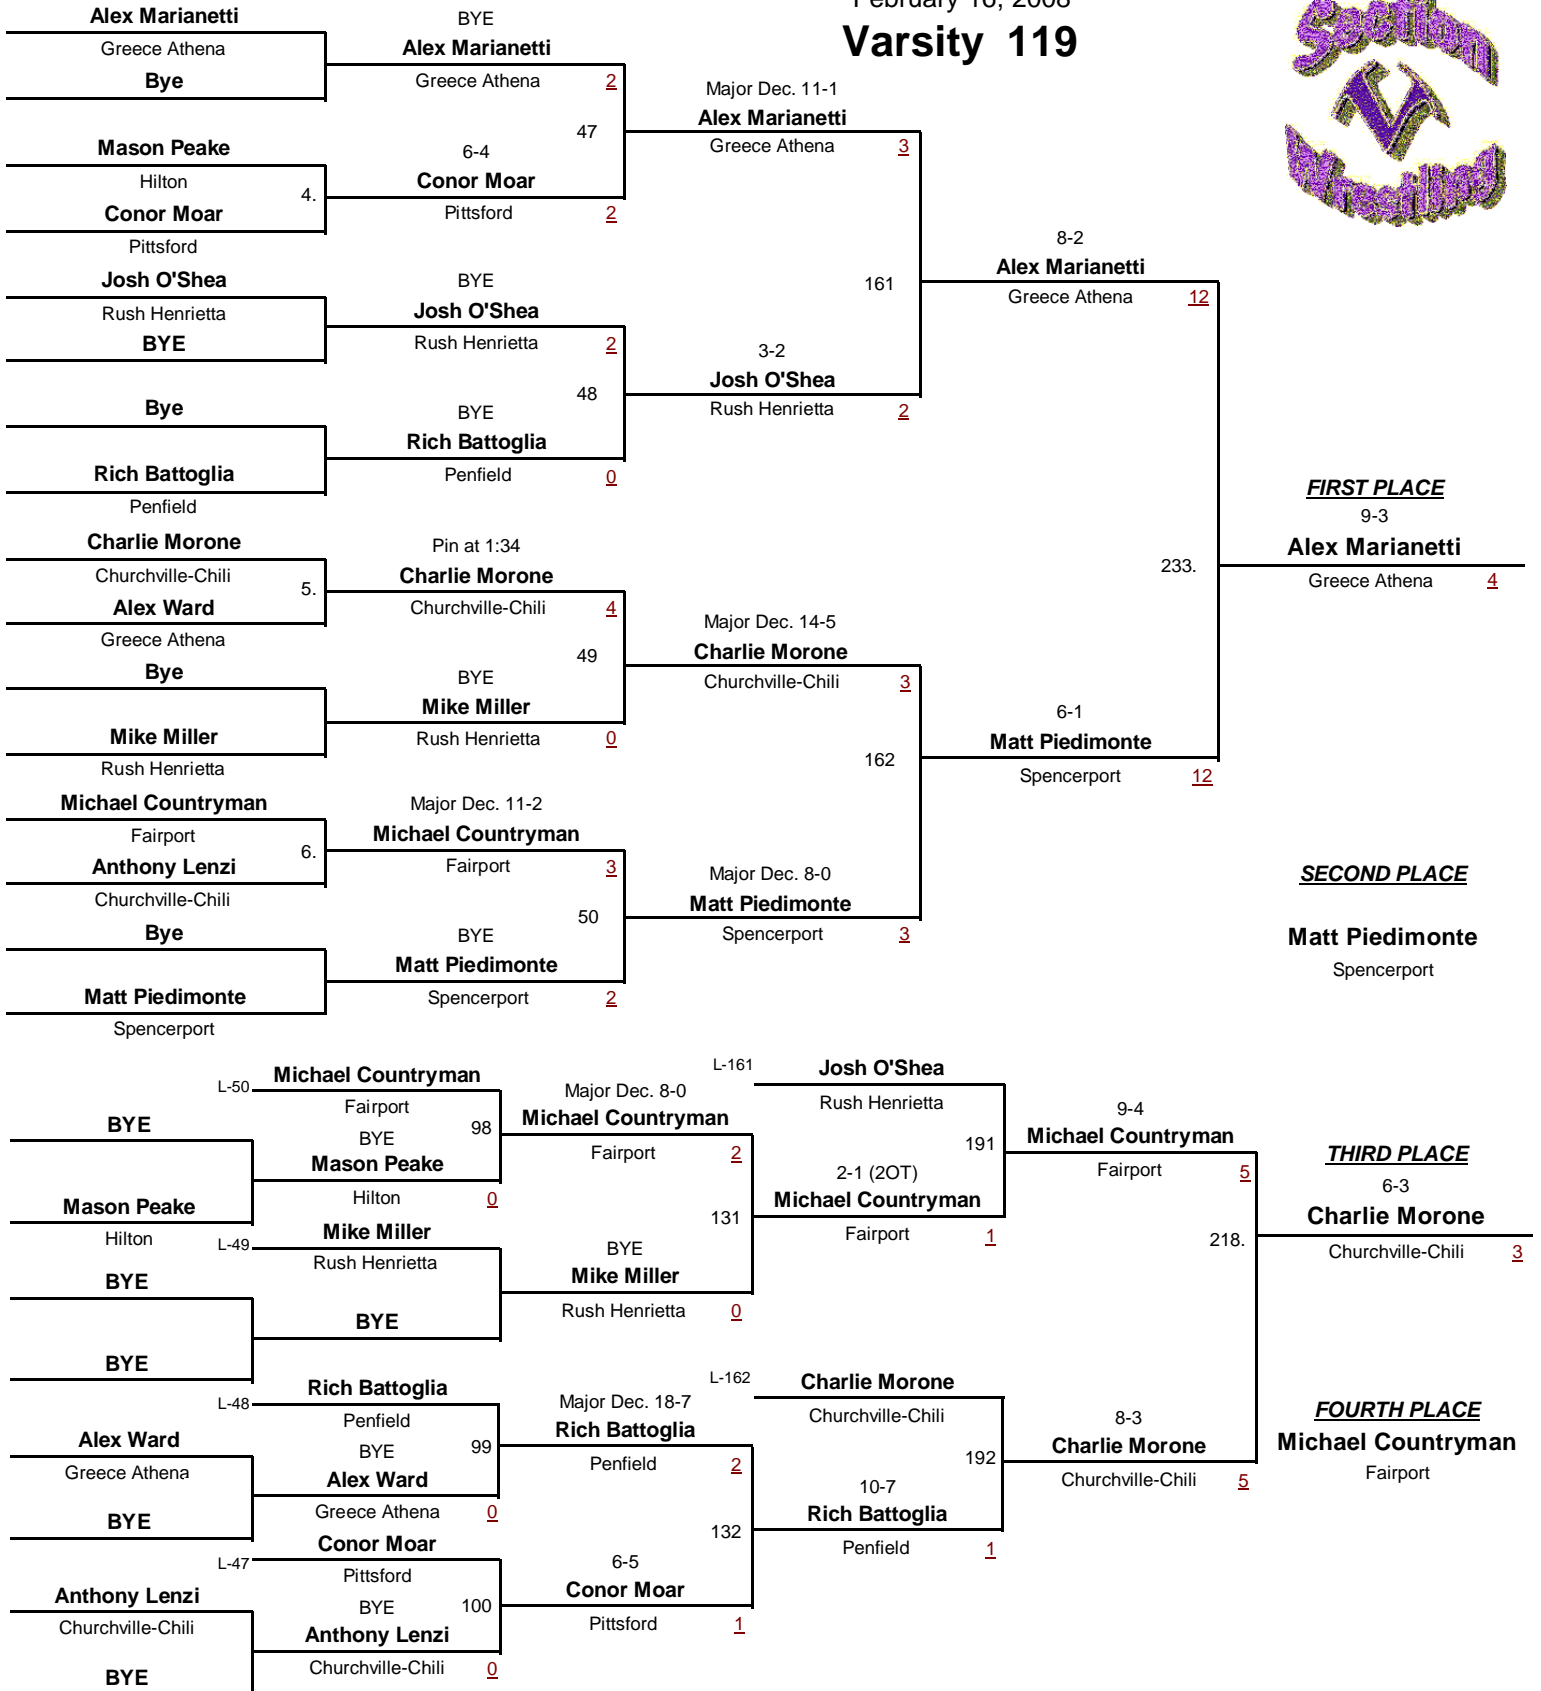 February 16, 2008
Varsity 119
Section
V
Wrestling
Alex Marianetti
Greece Athena
Bye
Mason Peake
Hilton
4.
Conor Moar
Pittsford
Josh O'Shea
Rush Henrietta
BYE
Bye
Rich Battoglia
Penfield
Charlie Morone
Churchville-Chili
5.
Alex Ward
Greece Athena
Bye
Mike Miller
Rush Henrietta
Michael Countryman
Fairport
6.
Anthony Lenzi
Churchville-Chili
Bye
Matt Piedimonte
Spencerport
BYE
Alex Marianetti
Greece Athena 2
47
6-4
Conor Moar
Pittsford 2
BYE
Josh O'Shea
Rush Henrietta 2
48
BYE
Rich Battoglia
Penfield 0
Pin at 1:34
Charlie Morone
Churchville-Chili 4
49
BYE
Mike Miller
Rush Henrietta 0
Major Dec. 11-2
Michael Countryman
Fairport 3
50
BYE
Matt Piedimonte
Spencerport 2
Major Dec. 11-1
Alex Marianetti
Greece Athena 3
161
3-2
Josh O'Shea
Rush Henrietta 2
Major Dec. 14-5
Charlie Morone
Churchville-Chili 3
162
Major Dec. 8-0
Matt Piedimonte
Spencerport 3
8-2
Alex Marianetti
Greece Athena 12
233.
6-1
Matt Piedimonte
Spencerport 12
FIRST PLACE
9-3
Alex Marianetti
Greece Athena 4
SECOND PLACE
Matt Piedimonte
Spencerport
BYE
Mason Peake
Hilton
BYE
BYE
Alex Ward
Greece Athena
BYE
Anthony Lenzi
Churchville-Chili
BYE
L-50
Michael Countryman
Fairport
98
BYE
Mason Peake
Hilton 0
L-49
Mike Miller
Rush Henrietta
BYE
L-48
Rich Battoglia
Penfield
99
BYE
Alex Ward
Greece Athena 0
L-47
Conor Moar
Pittsford
100
BYE
Anthony Lenzi
Churchville-Chili 0
Major Dec. 8-0
Michael Countryman
Fairport 2
131
BYE
Mike Miller
Rush Henrietta 0
Major Dec. 18-7
Rich Battoglia
Penfield 2
132
6-5
Conor Moar
Pittsford 1
L-161
Josh O'Shea
Rush Henrietta
191
2-1 (2OT)
Michael Countryman
Fairport 1
L-162
Charlie Morone
Churchville-Chili
192
10-7
Rich Battoglia
Penfield 1
9-4
Michael Countryman
Fairport 5
218.
8-3
Charlie Morone
Churchville-Chili 5
THIRD PLACE
6-3
Charlie Morone
Churchville-Chili 3
FOURTH PLACE
Michael Countryman
Fairport